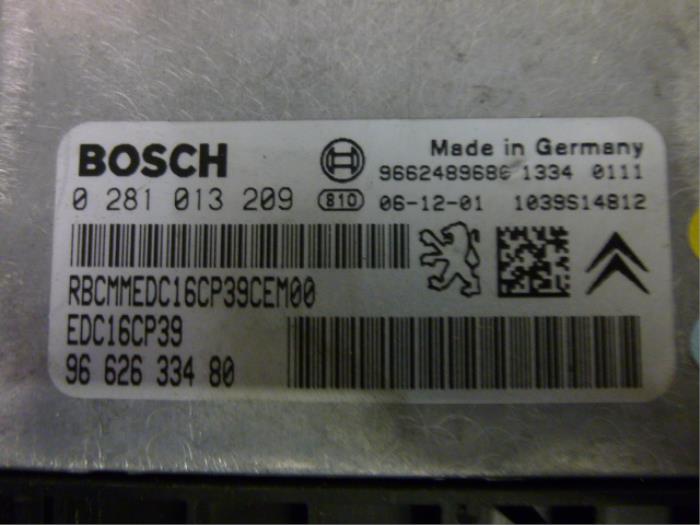 BOSCH
Made in Germany
9662489680 1334 0111
0 281 013 209 810 06-12-01 1039S14812
RBCMMEDC16CP39CEM00
EDC16CP39
96 626 334 80